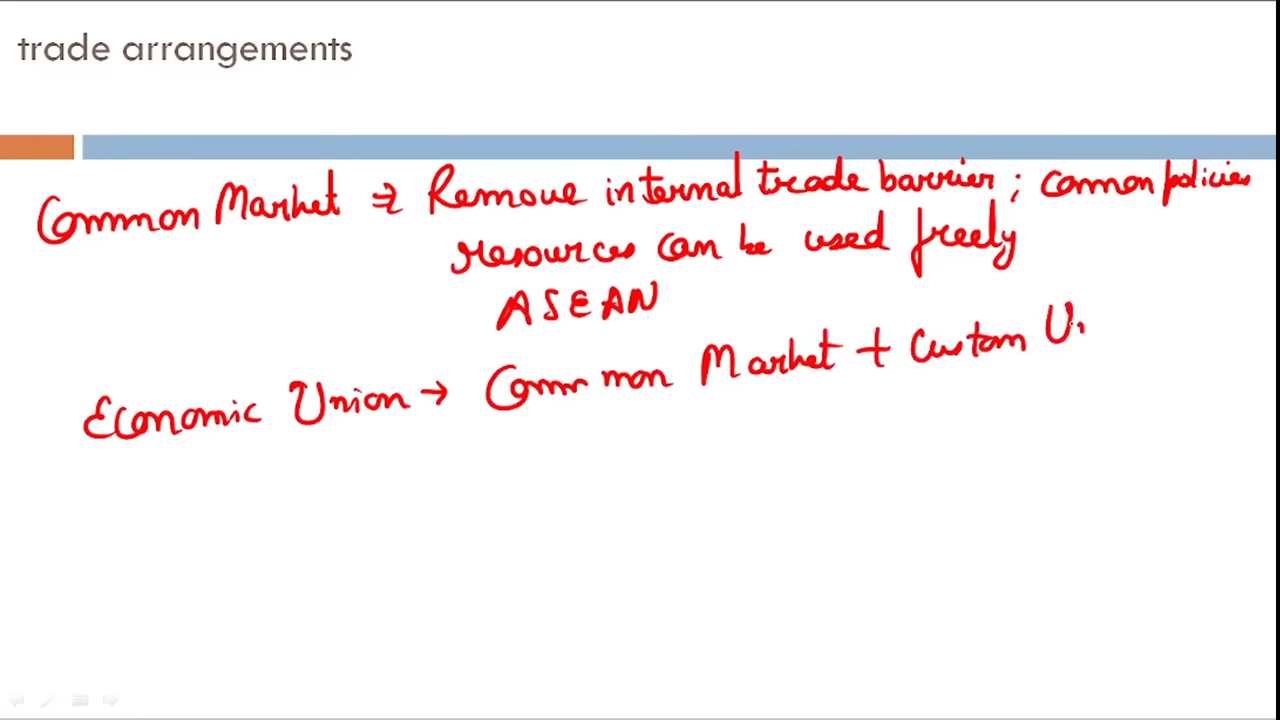 trade arrangements
Common Market ⇒ Remove internal trade barrier ; common policies
resources can be used freely
ASEAN
Economic Union → Common Market + Custom